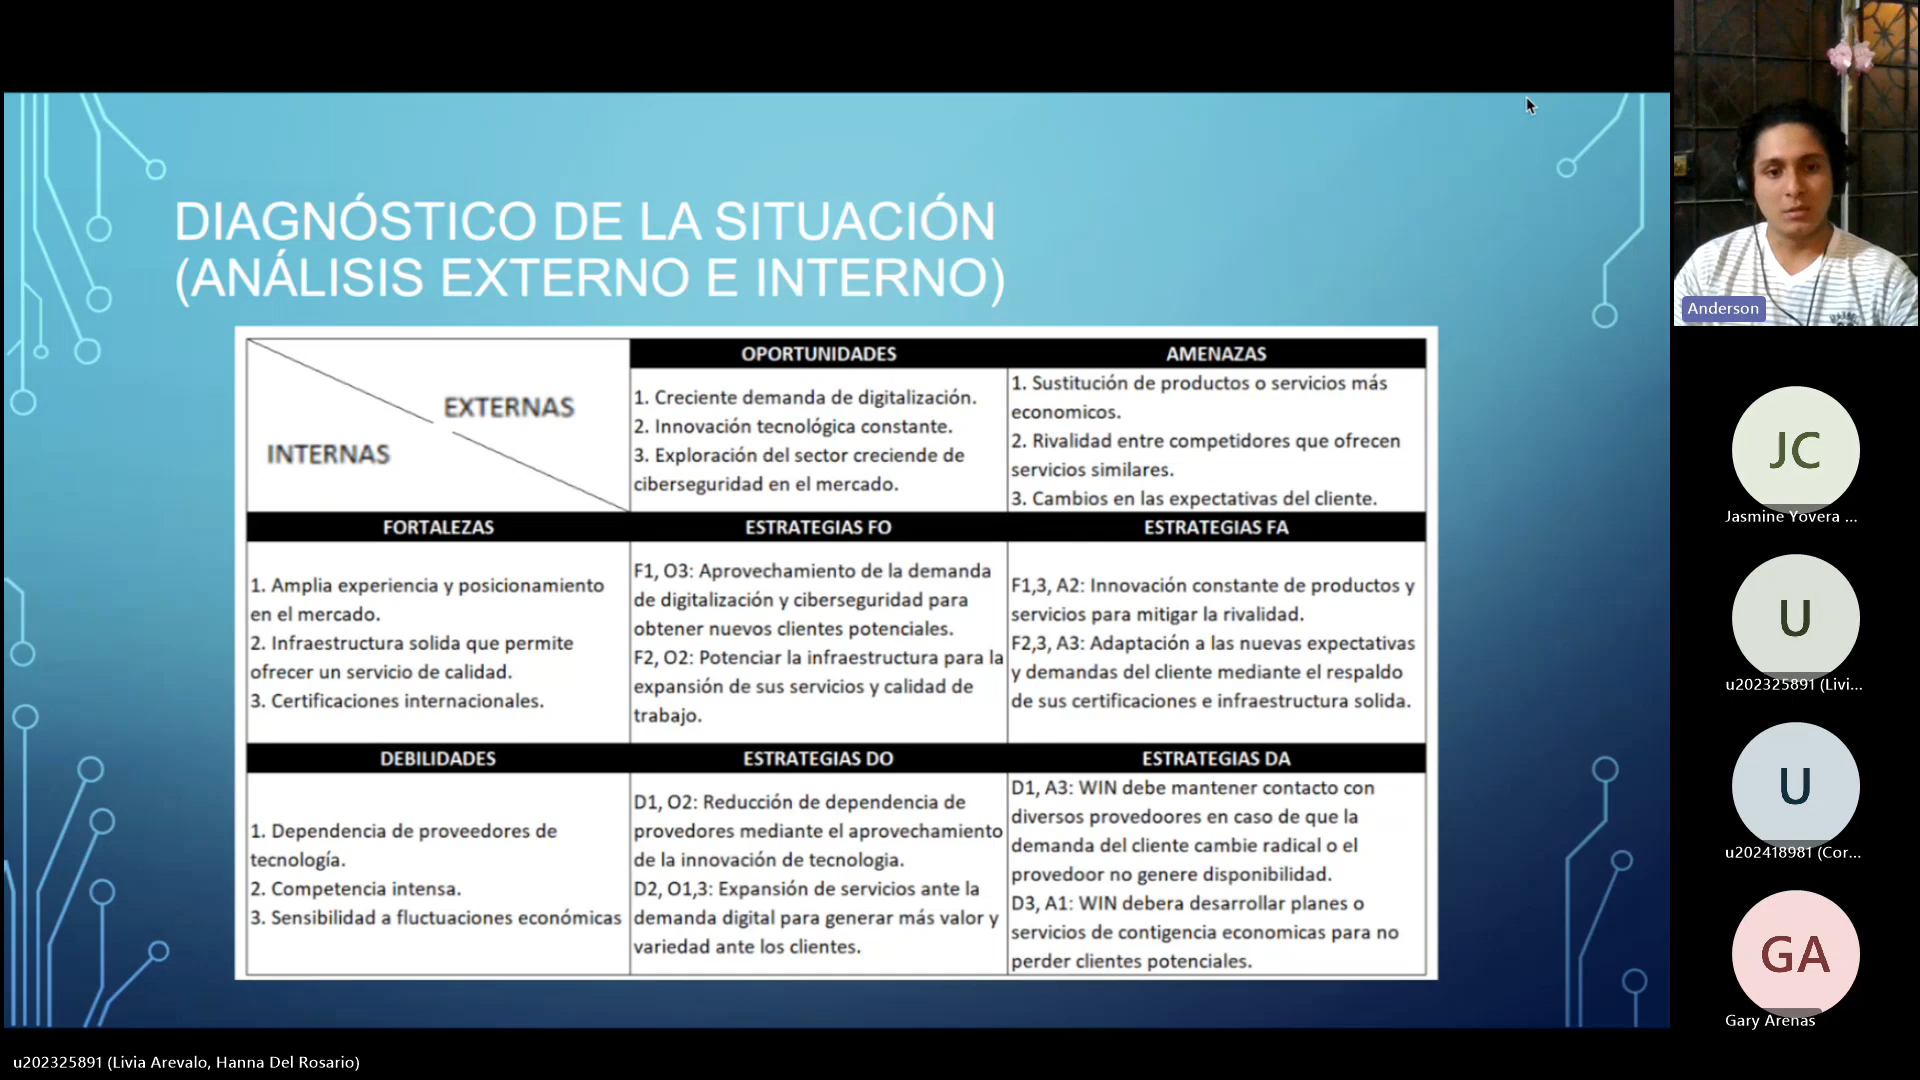 DIAGNÓSTICO DE LA SITUACIÓN
(ANÁLISIS EXTERNO E INTERNO)
EXTERNAS
INTERNAS
OPORTUNIDADES
1. Creciente demanda de digitalización.
2. Innovación tecnológica constante.
3. Exploración del sector creciende de
ciberseguridad en el mercado.
AMENAZAS
1. Sustitución de productos o servicios más
economicos.
2. Rivalidad entre competidores que ofrecen
servicios similares.
3. Cambios en las expectativas del cliente.
FORTALEZAS
1. Amplia experiencia y posicionamiento
en el mercado.
2. Infraestructura solida que permite
ofrecer un servicio de calidad.
3. Certificaciones internacionales.
ESTRATEGIAS FO
F1, O3: Aprovechamiento de la demanda
de digitalización y ciberseguridad para
obtener nuevos clientes potenciales.
F2, O2: Potenciar la infraestructura para la
expansión de sus servicios y calidad de
trabajo.
ESTRATEGIAS FA
F1,3, A2: Innovación constante de productos y
servicios para mitigar la rivalidad.
F2,3, A3: Adaptación a las nuevas expectativas
y demandas del cliente mediante el respaldo
de sus certificaciones e infraestructura solida.
DEBILIDADES
1. Dependencia de proveedores de
tecnología.
2. Competencia intensa.
3. Sensibilidad a fluctuaciones económicas
ESTRATEGIAS DO
D1, O2: Reducción de dependencia de
provedores mediante el aprovechamiento
de la innovación de tecnologia.
D2, O1,3: Expansión de servicios ante la
demanda digital para generar más valor y
variedad ante los clientes.
ESTRATEGIAS DA
D1, A3: WIN debe mantener contacto con
diversos provedoores en caso de que la
demanda del cliente cambie radical o el
provedoor no genere disponibilidad.
D3, A1: WIN debera desarrollar planes o
servicios de contigencia economicas para no
perder clientes potenciales.
Anderson
JC
Jasmine Yovera ...
U
u202325891 (Livi...
U
u202418981 (Cor...
GA
Gary Arenas
u202325891 (Livia Arevalo, Hanna Del Rosario)